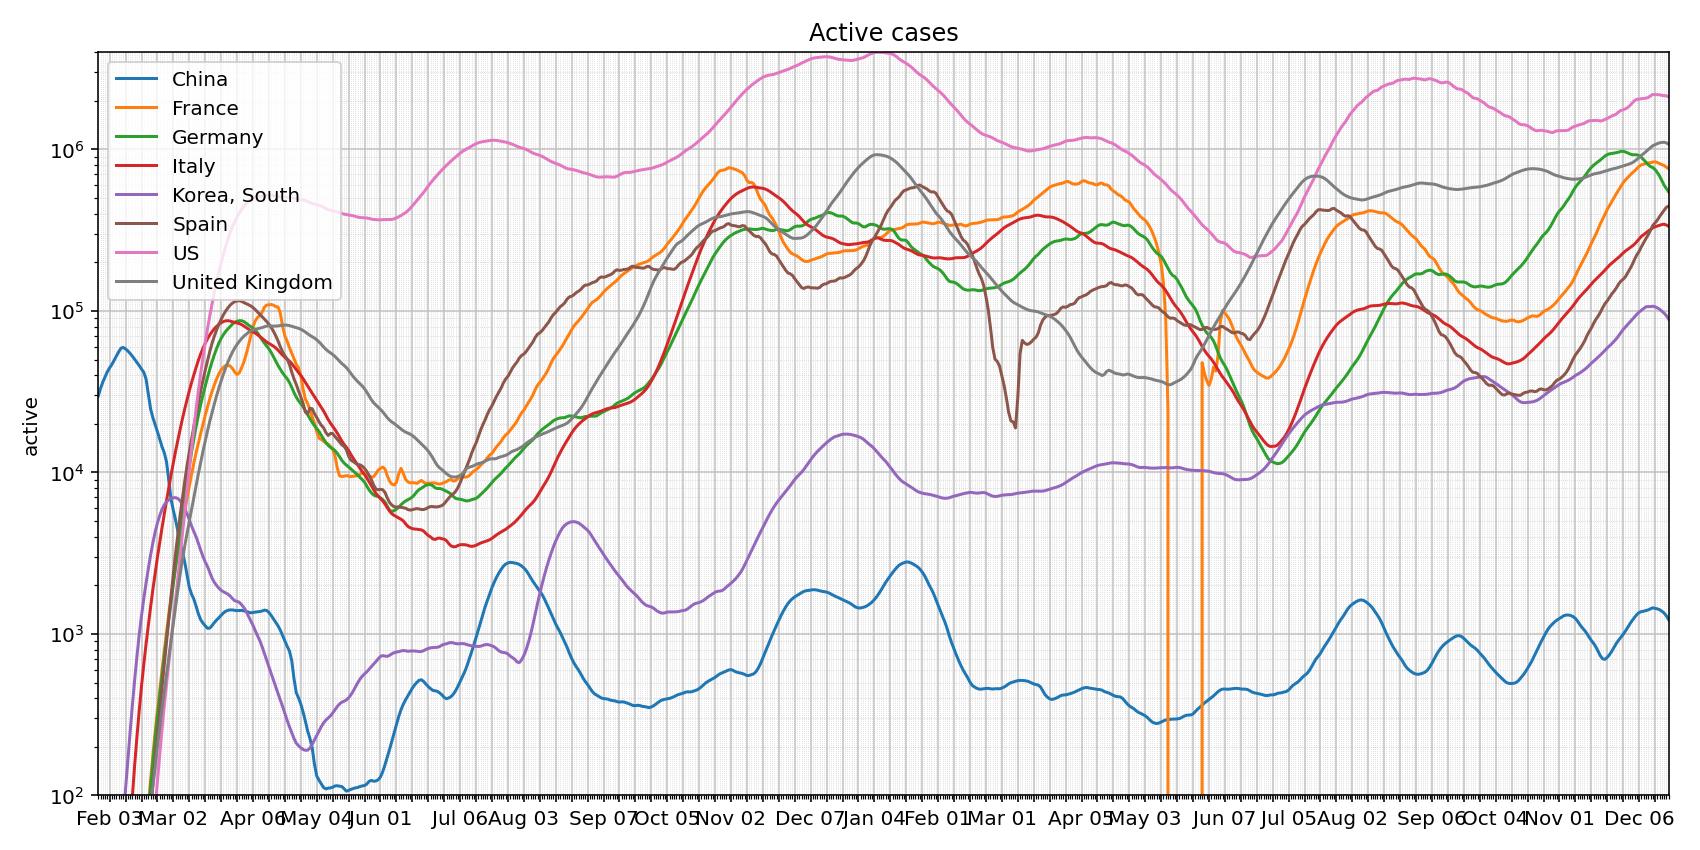 Active cases
China
France
Germany
Italy
Korea, South
Spain
US
United Kingdom
active
10^6
10^5
10^4
10^3
10^2
Feb 03 Mar 02 Apr 06 May 04 Jun 01 Jul 06 Aug 03 Sep 07 Oct 05 Nov 02 Dec 07 Jan 04 Feb 01 Mar 01 Apr 05 May 03 Jun 07 Jul 05 Aug 02 Sep 06 Oct 04 Nov 01 Dec 06